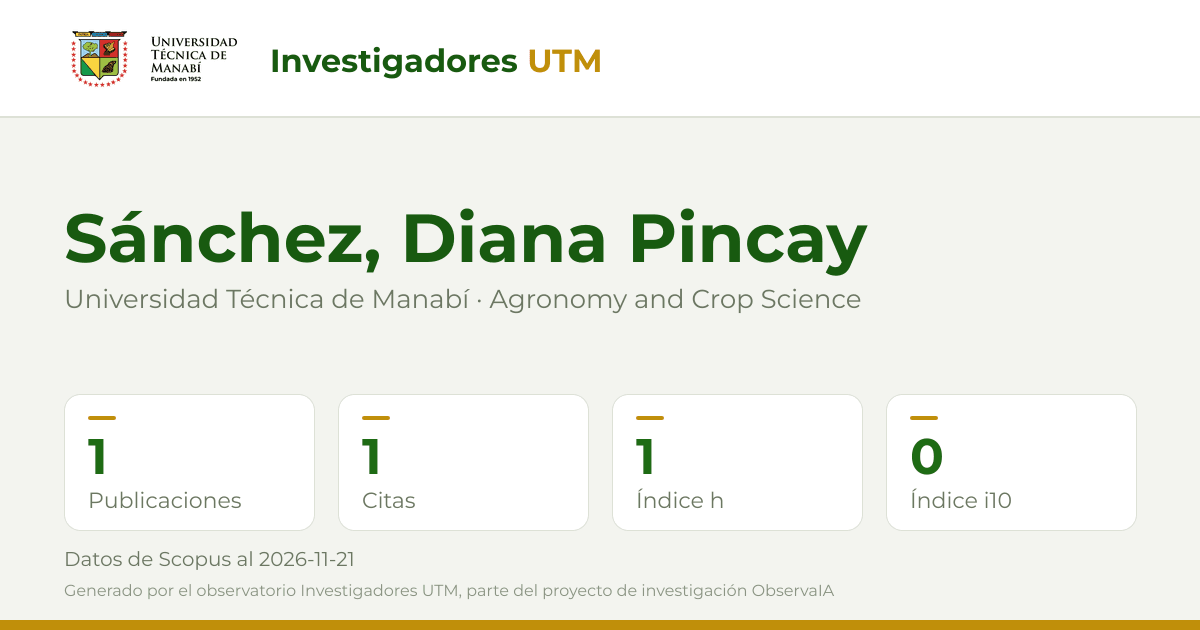 UNIVERSIDAD
TÉCNICA DE
MANABÍ
Fundada en 1952
Investigadores UTM
Sánchez, Diana Pincay
Universidad Técnica de Manabí · Agronomy and Crop Science
1
Publicaciones
1
Citas
1
Índice h
0
Índice i10
Datos de Scopus al 2026-11-21
Generado por el observatorio Investigadores UTM, parte del proyecto de investigación ObservaIA